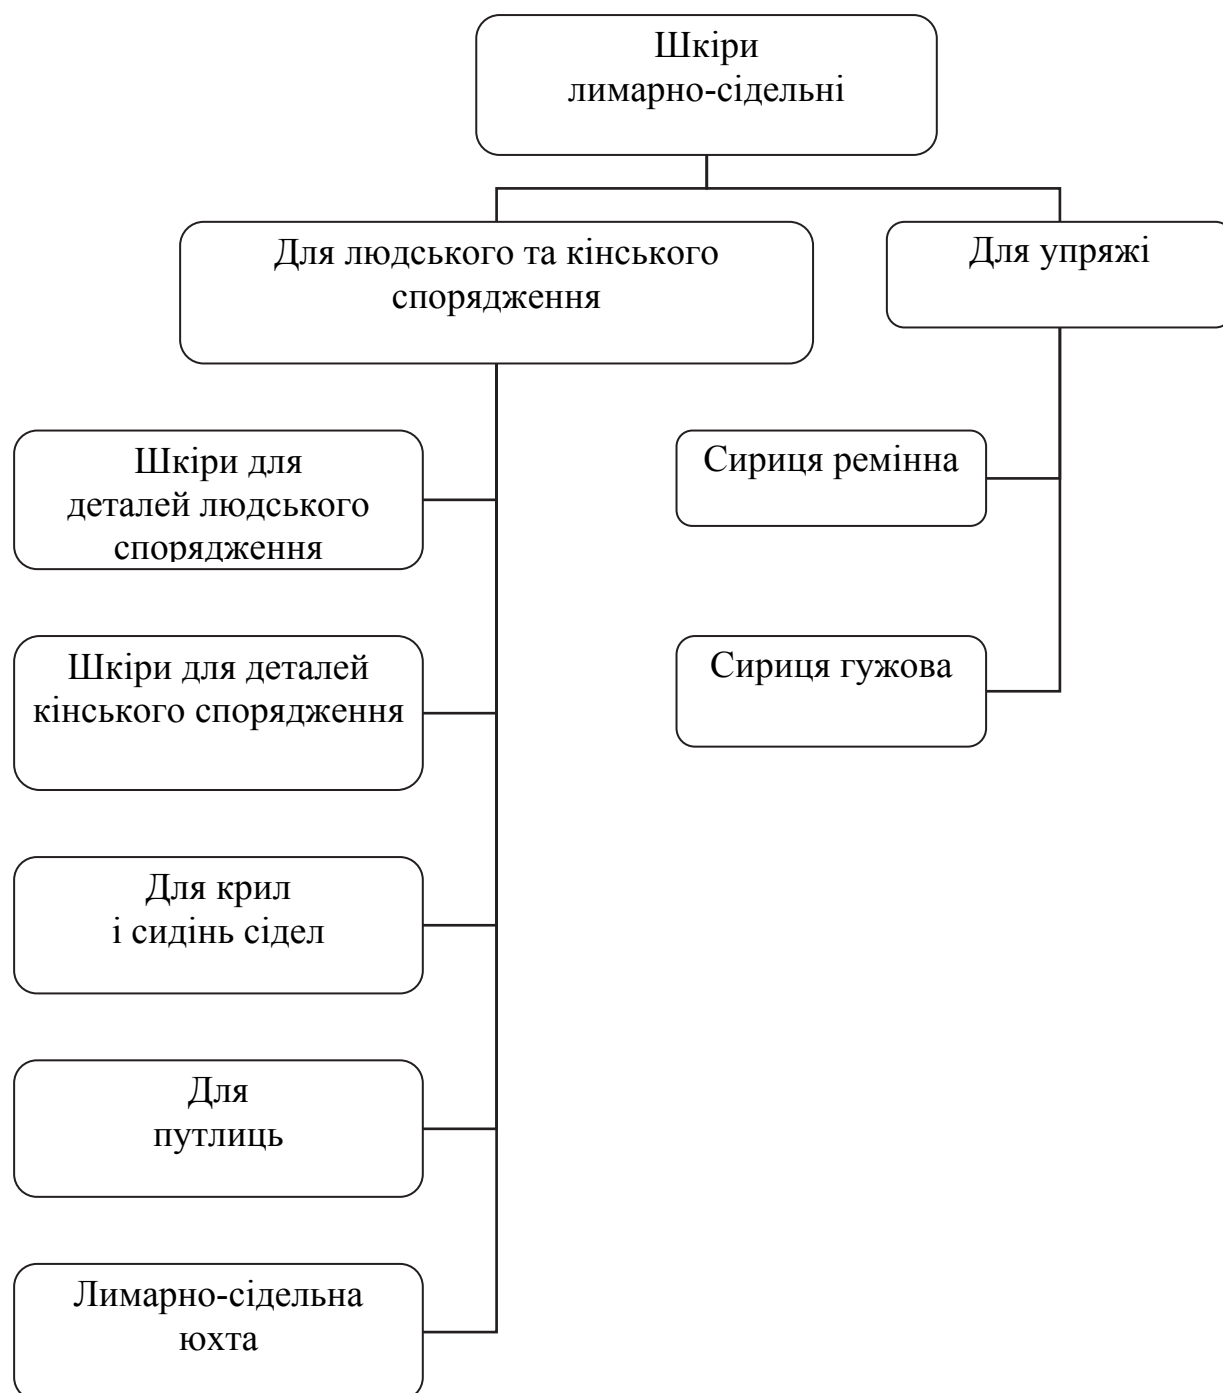 Шкіри
лимарно-сідельні
Для людського та кінського
спорядження
Для упряжі
Шкіри для
деталей людського
спорядження
Сириця ремінна
Шкіри для деталей
кінського спорядження
Сириця гужова
Для крил
і сидінь сідел
Для
путлиць
Лимарно-сідельна
юхта